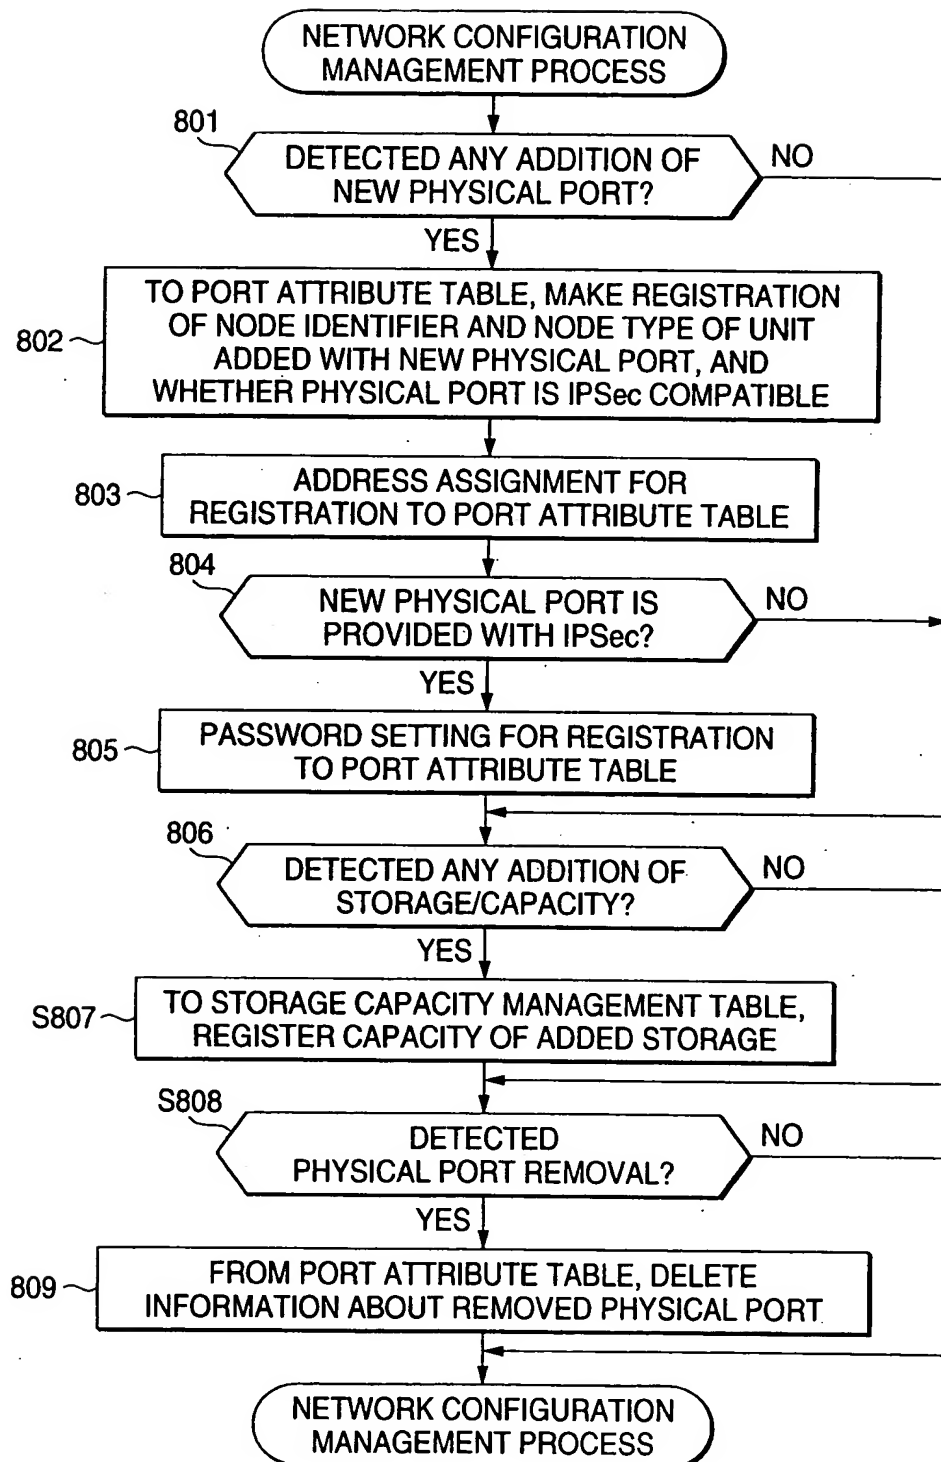 NETWORK CONFIGURATION
MANAGEMENT PROCESS
801
DETECTED ANY ADDITION OF
NEW PHYSICAL PORT?
NO
YES
802
TO PORT ATTRIBUTE TABLE, MAKE REGISTRATION
OF NODE IDENTIFIER AND NODE TYPE OF UNIT
ADDED WITH NEW PHYSICAL PORT, AND
WHETHER PHYSICAL PORT IS IPSec COMPATIBLE
803
ADDRESS ASSIGNMENT FOR
REGISTRATION TO PORT ATTRIBUTE TABLE
804
NEW PHYSICAL PORT IS
PROVIDED WITH IPSec?
NO
YES
805
PASSWORD SETTING FOR REGISTRATION
TO PORT ATTRIBUTE TABLE
806
DETECTED ANY ADDITION OF
STORAGE/CAPACITY?
NO
YES
S807
TO STORAGE CAPACITY MANAGEMENT TABLE,
REGISTER CAPACITY OF ADDED STORAGE
S808
DETECTED
PHYSICAL PORT REMOVAL?
NO
YES
809
FROM PORT ATTRIBUTE TABLE, DELETE
INFORMATION ABOUT REMOVED PHYSICAL PORT
NETWORK CONFIGURATION
MANAGEMENT PROCESS